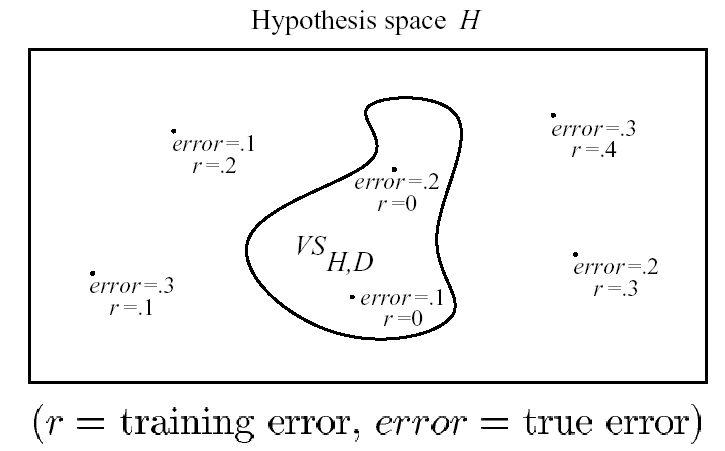 Hypothesis space H
error=.1
r=.2
error=.3
r=.4
error=.2
r=0
VS H,D
error=.2
r=.3
error=.3
r=.1
error=.1
r=0
(r = training error, error = true error)